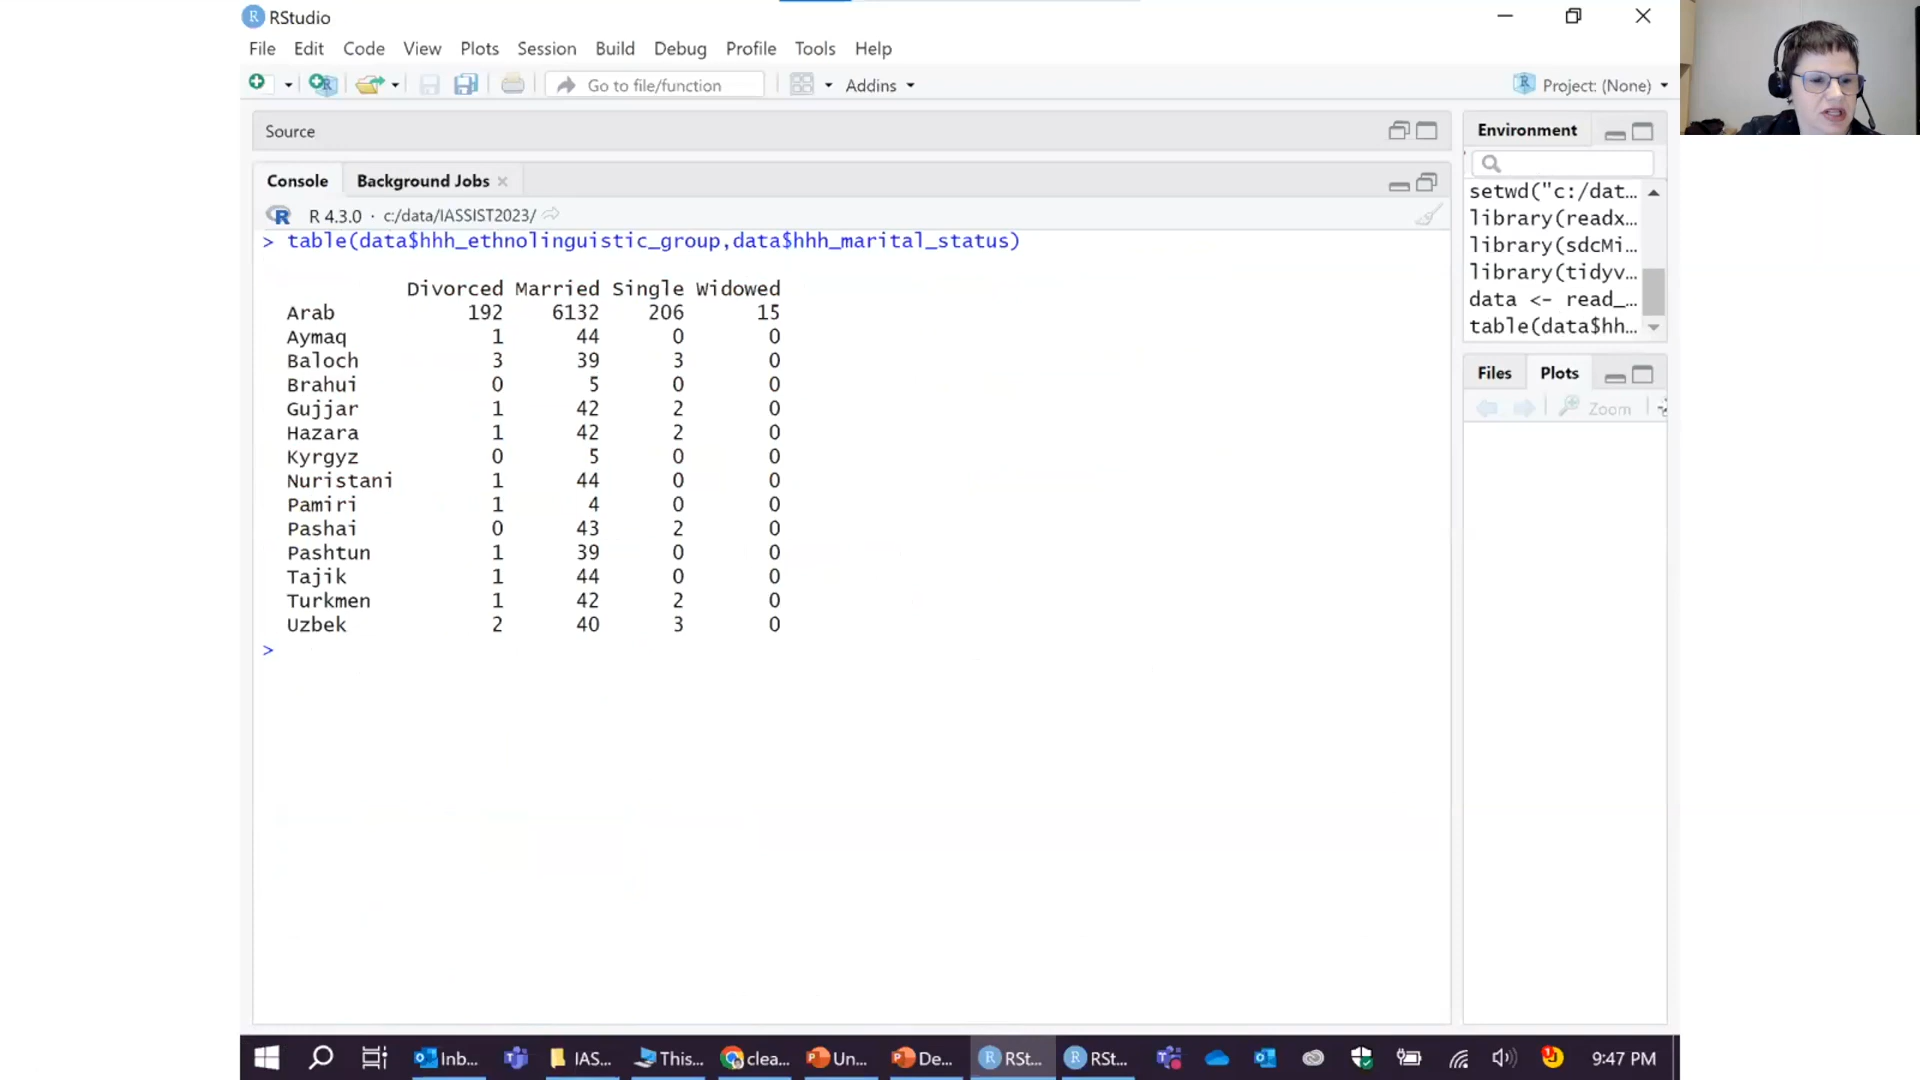 RStudio
File Edit Code View Plots Session Build Debug Profile Tools Help
Go to file/function Addins Project: (None)
Source
Console Background Jobs
R 4.3.0 · c:/data/IASSIST2023/
> table(data$hhh_ethnolinguistic_group,data$hhh_marital_status)
Divorced Married Single Widowed
Arab 192 6132 206 15
Aymaq 1 44 0 0
Baloch 3 39 3 0
Brahui 0 5 0 0
Gujjar 1 42 2 0
Hazara 1 42 2 0
Kyrgyz 0 5 0 0
Nuristani 1 44 0 0
Pamiri 1 4 0 0
Pashai 0 43 2 0
Pashtun 1 39 0 0
Tajik 1 44 0 0
Turkmen 1 42 2 0
Uzbek 2 40 3 0
>
Environment
setwd("c:/dat...
library(readx...
library(sdcMi...
library(tidyv...
data <- read_...
table(data$hh...
Files Plots
Zoom
Inb... IAS... This... clea... Un... De... RSt... RSt... 9:47 PM